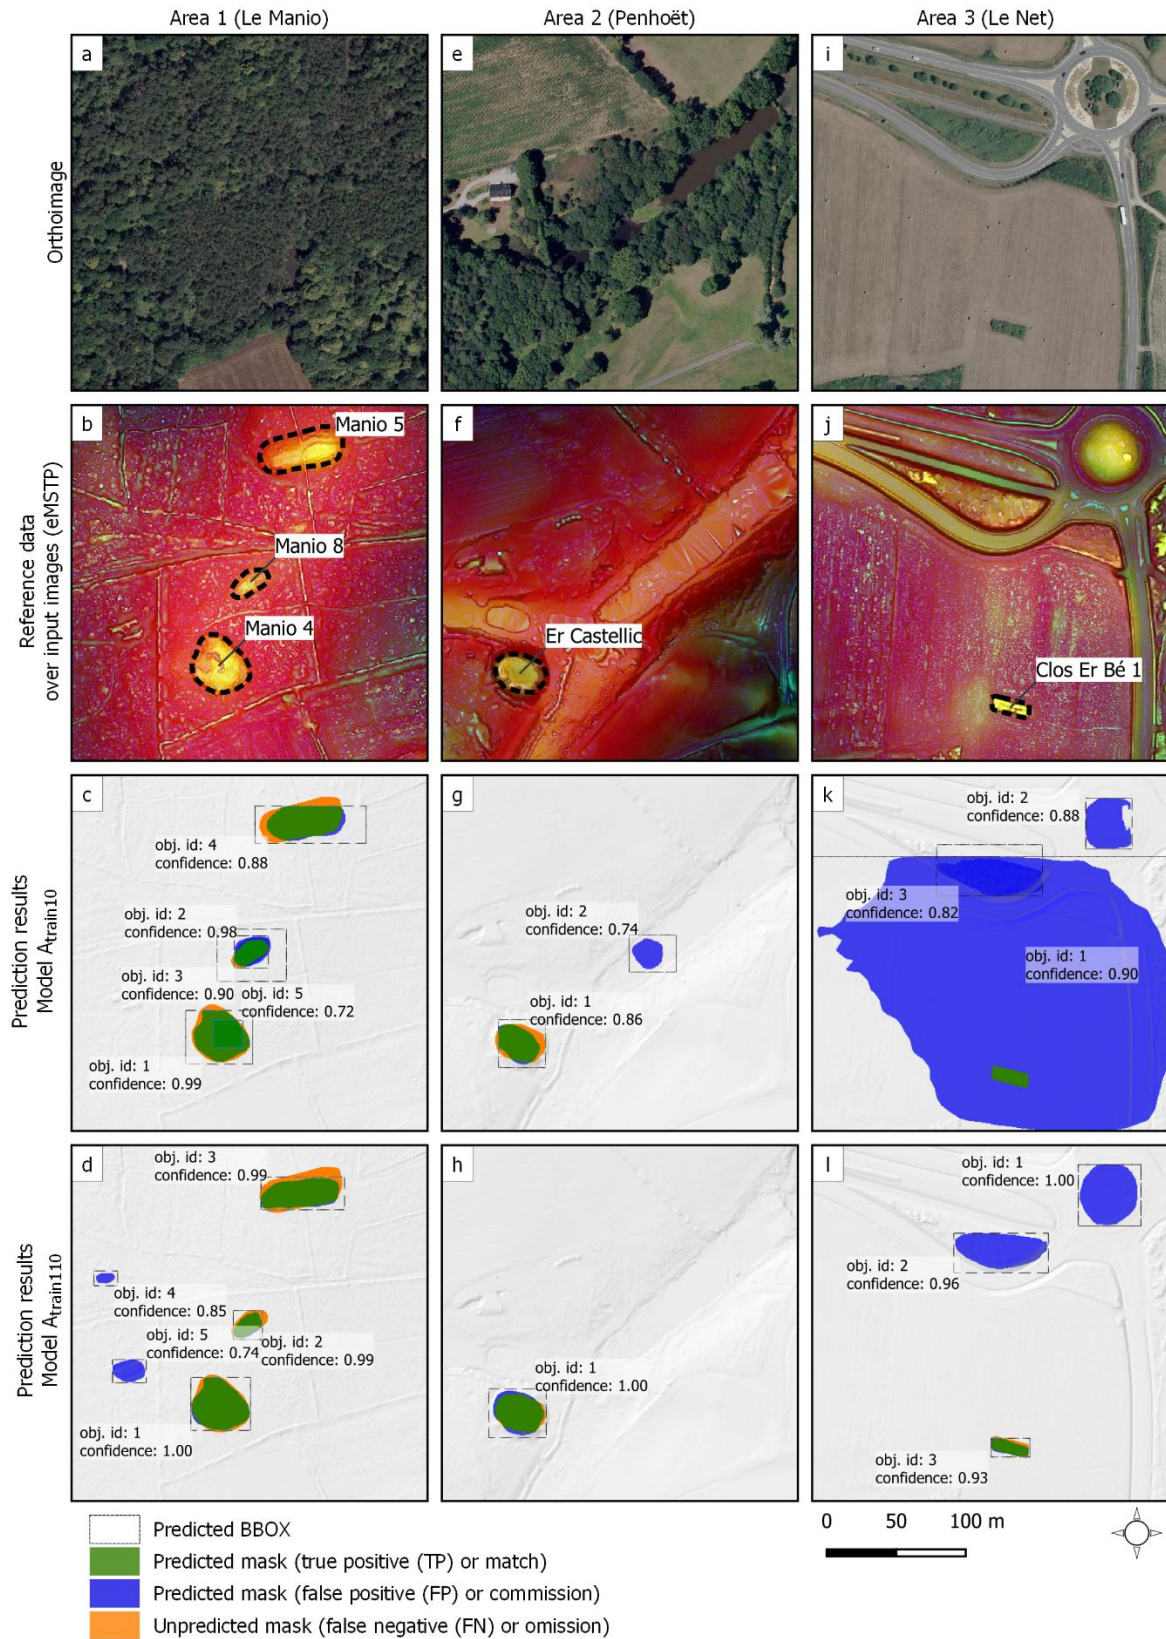 Area 1 (Le Manio)
Area 2 (Penhoët)
Area 3 (Le Net)
Orthoimage
a
e
i
Reference data
over input images (eMSTP)
b
Manio 5
Manio 8
Manio 4
f
Er Castellic
j
Clos Er Bé 1
Prediction results
Model Atrain10
c
obj. id: 4
confidence: 0.88
obj. id: 2
confidence: 0.98
obj. id: 3
confidence: 0.90
obj. id: 5
confidence: 0.72
obj. id: 1
confidence: 0.99
g
obj. id: 2
confidence: 0.74
obj. id: 1
confidence: 0.86
k
obj. id: 2
confidence: 0.88
obj. id: 3
confidence: 0.82
obj. id: 1
confidence: 0.90
Prediction results
Model Atrain110
d
obj. id: 3
confidence: 0.99
obj. id: 4
confidence: 0.85
obj. id: 5
confidence: 0.74
obj. id: 2
confidence: 0.99
obj. id: 1
confidence: 1.00
h
obj. id: 1
confidence: 1.00
l
obj. id: 1
confidence: 1.00
obj. id: 2
confidence: 0.96
obj. id: 3
confidence: 0.93
Predicted BBOX
Predicted mask (true positive (TP) or match)
Predicted mask (false positive (FP) or commission)
Unpredicted mask (false negative (FN) or omission)
0 50 100 m